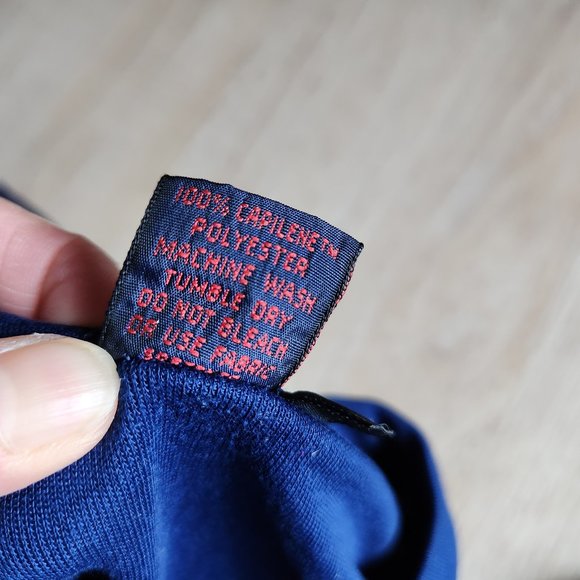 100% CAPILENE™
POLYESTER
MACHINE WASH
TUMBLE DRY
DO NOT BLEACH
OR USE FABRIC